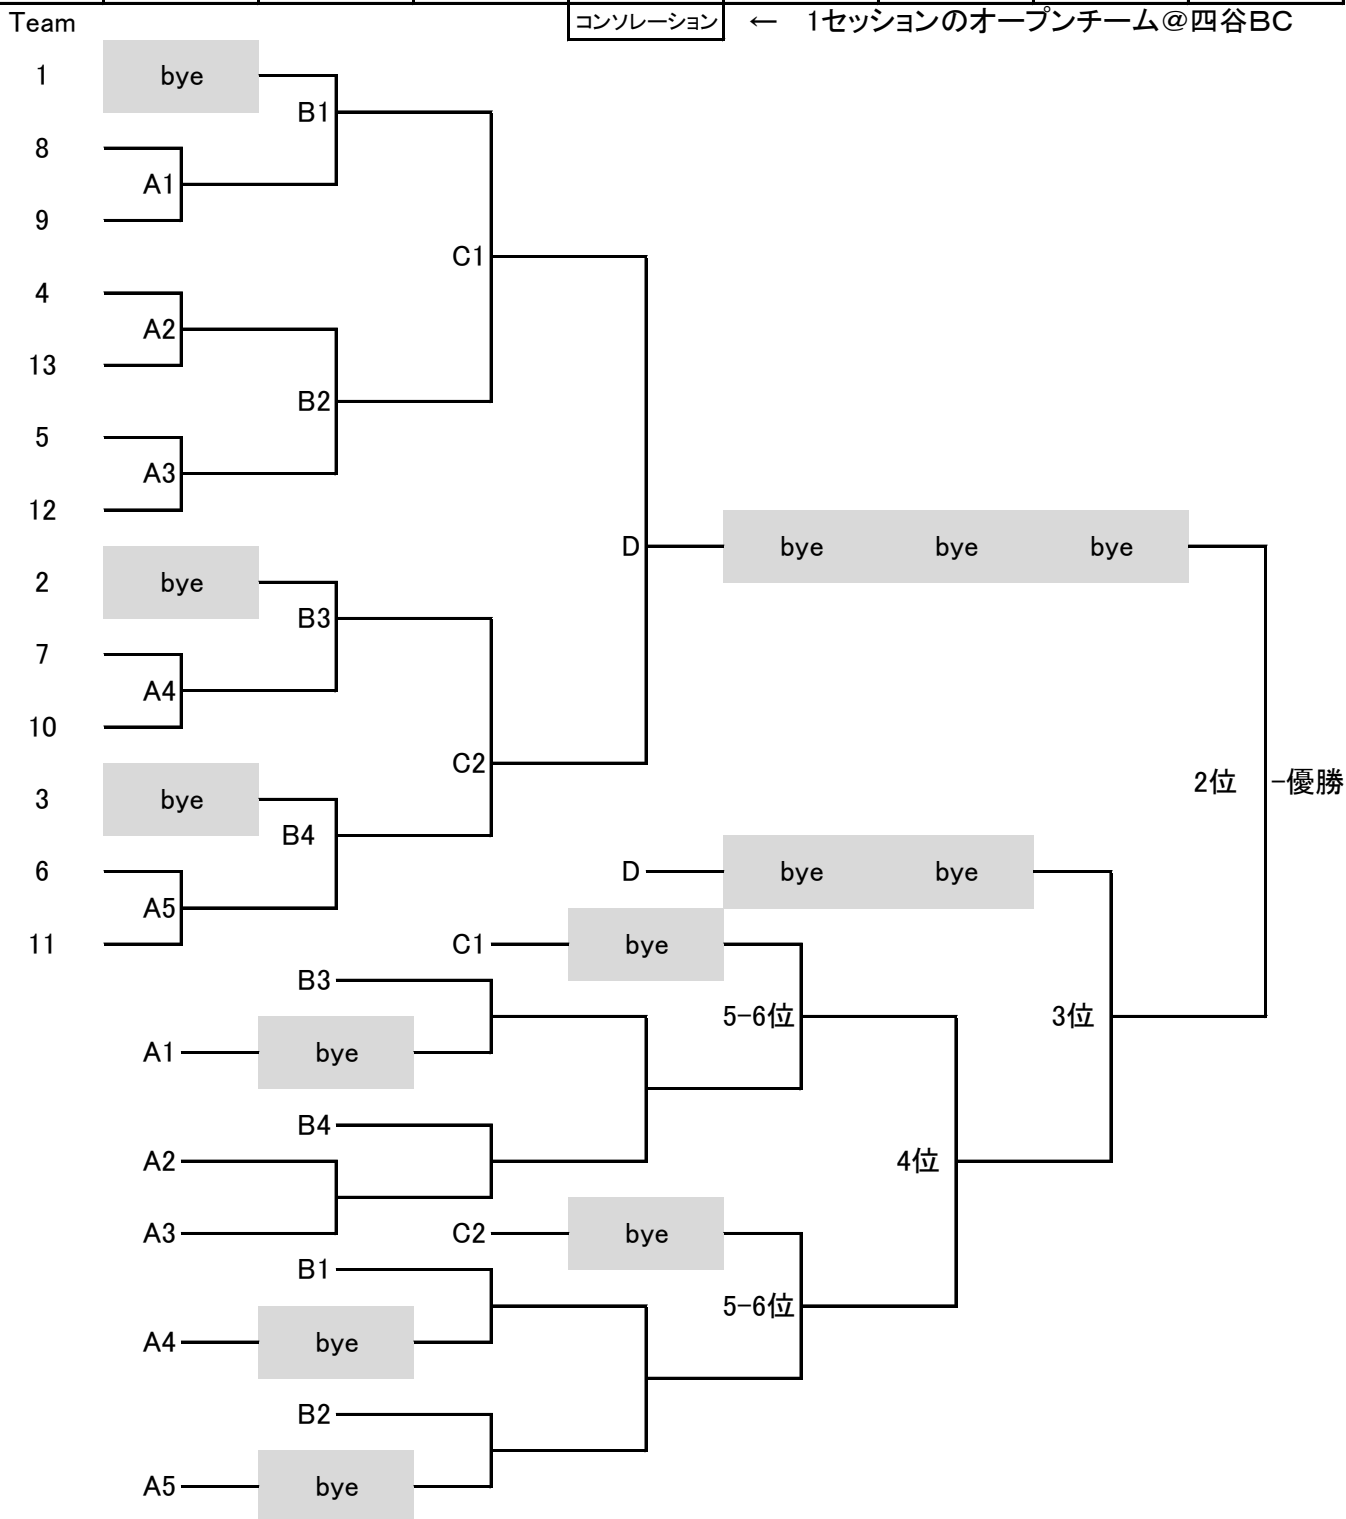 Team
コンソレーション ← 1セッションのオープンチーム@四谷BC
1 bye
B1
8
A1
9
C1
4
A2
13
B2
5
A3
12
D bye bye bye
2 bye
B3
7
A4
10
C2
2位 -優勝
3 bye
B4
6 D bye bye
A5
11 C1 bye
B3
5-6位 3位
A1 bye
B4
A2 4位
A3 C2 bye
B1
5-6位
A4 bye
B2
A5 bye